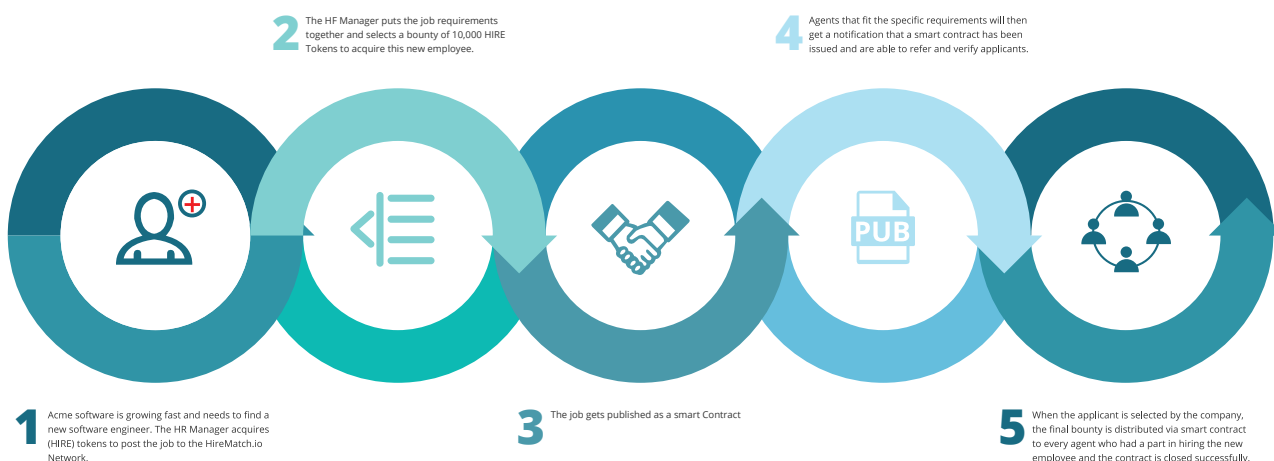 1
Acme software is growing fast and needs to find a
new software engineer. The HR Manager acquires
(HIRE) tokens to post the job to the HireMatch.io
Network.
2
The HF Manager puts the job requirements
together and selects a bounty of 10,000 HIRE
Tokens to acquire this new employee.
3
The job gets published as a smart Contract
4
Agents that fit the specific requirements will then
get a notification that a smart contract has been
issued and are able to refer and verify applicants.
PUB
5
When the applicant is selected by the company,
the final bounty is distributed via smart contract
to every agent who had a part in hiring the new
employee and the contract is closed successfully.